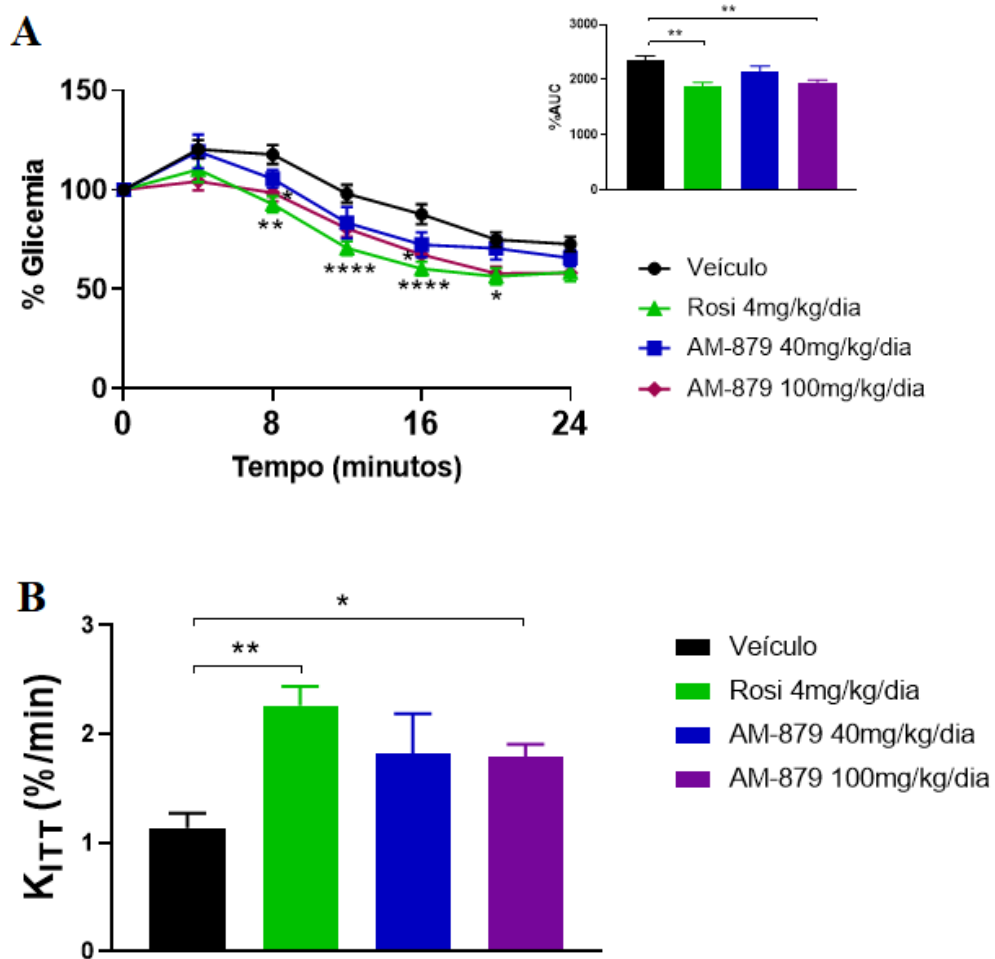 A
3000
2000
1000
0
%AUC
**
**
150
100
50
0
% Glicemia
*
**
****
*
****
*
0
8
16
24
Tempo (minutos)
Veículo
Rosi 4mg/kg/dia
AM-879 40mg/kg/dia
AM-879 100mg/kg/dia
B
3
2
1
0
KITT (%/min)
*
**
Veículo
Rosi 4mg/kg/dia
AM-879 40mg/kg/dia
AM-879 100mg/kg/dia